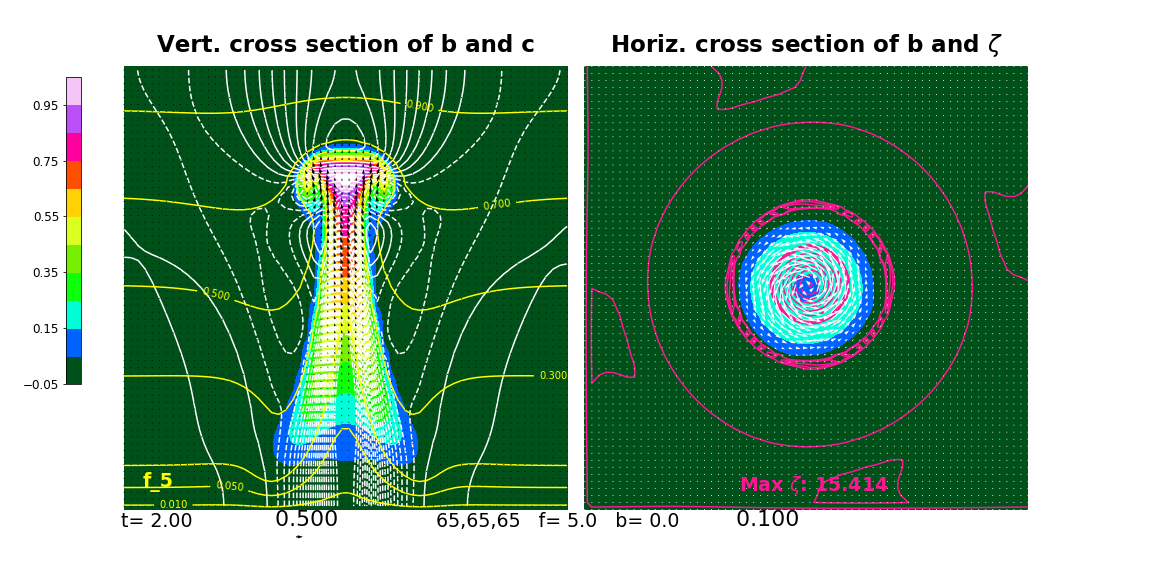 Vert. cross section of b and c
Horiz. cross section of b and ζ
0.95
0.75
0.55
0.35
0.15
−0.05
0.900
0.700
0.500
0.300
0.050
0.010
f_5
Max ζ: 15.414
t= 2.00 0.500 65,65,65 f= 5.0 b= 0.0 0.100